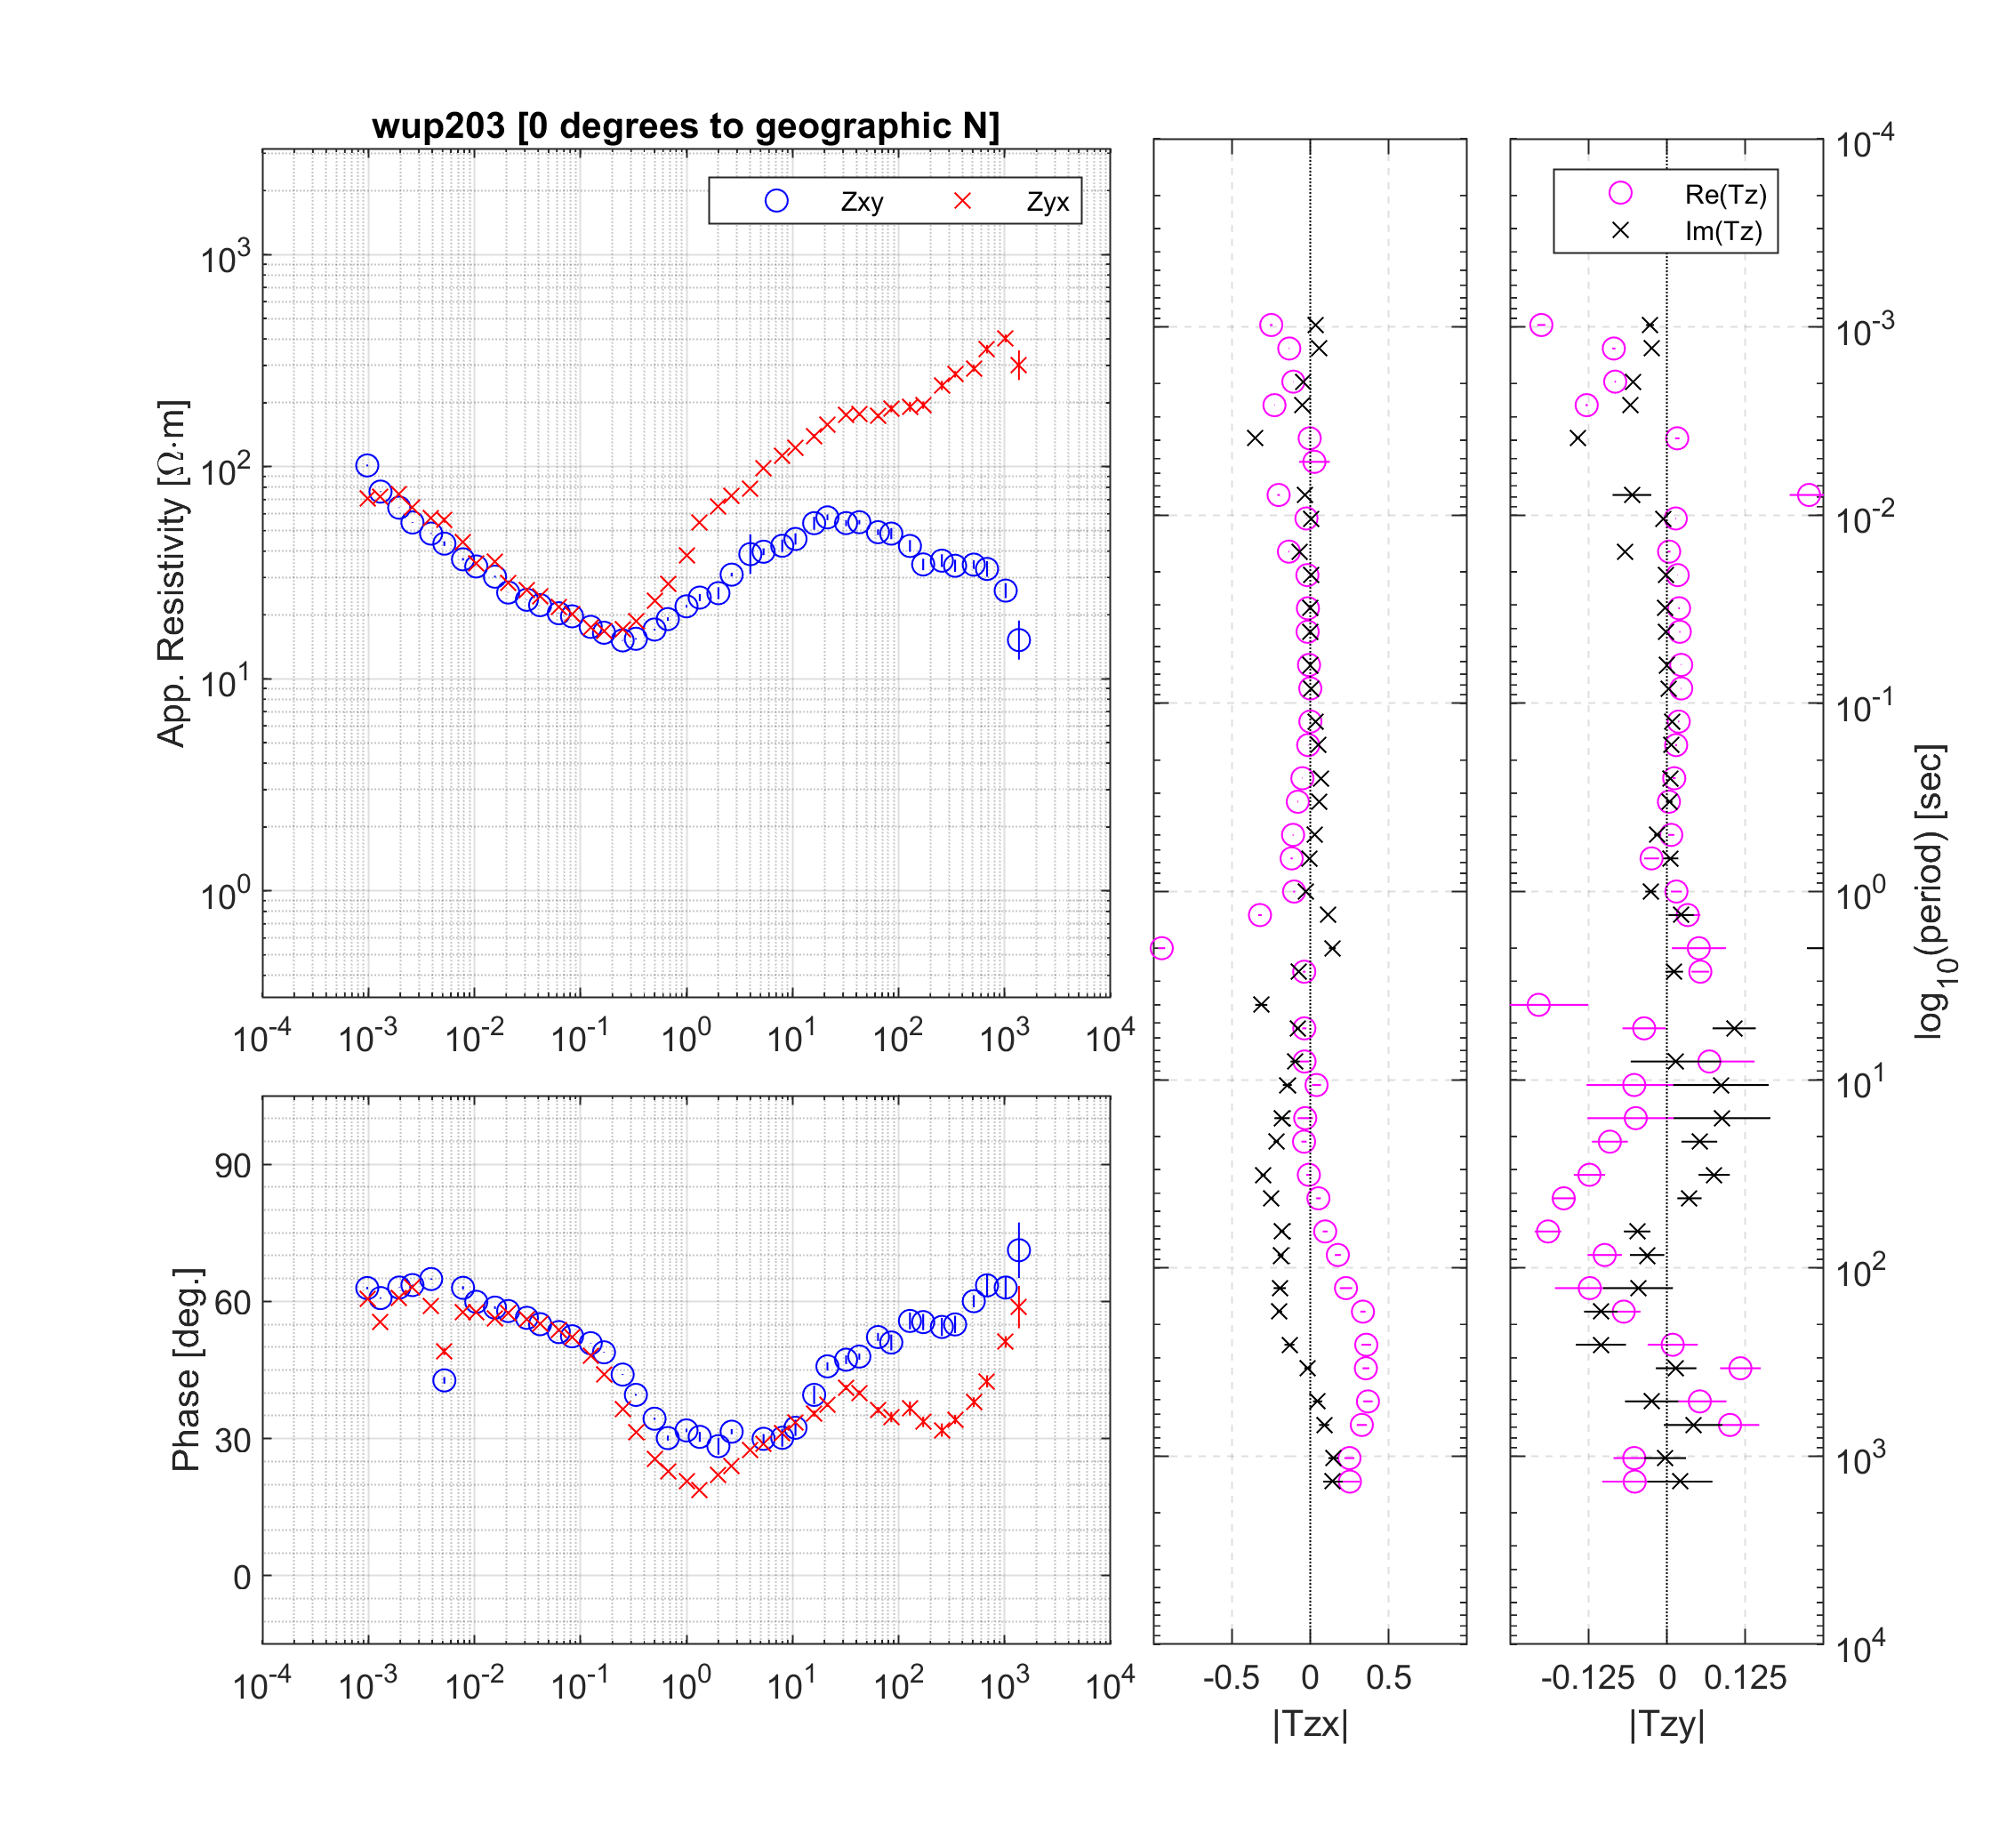 wup203 [0 degrees to geographic N]
Zxy Zyx
App. Resistivity [Ω·m]
10^3
10^2
10^1
10^0
10^-4 10^-3 10^-2 10^-1 10^0 10^1 10^2 10^3 10^4
Phase [deg.]
90
60
30
0
10^-4 10^-3 10^-2 10^-1 10^0 10^1 10^2 10^3 10^4
-0.5 0 0.5
|Tzx|
Re(Tz)
Im(Tz)
-0.125 0 0.125
|Tzy|
10^-4
10^-3
10^-2
10^-1
10^0
10^1
10^2
10^3
10^4
log_10(period) [sec]